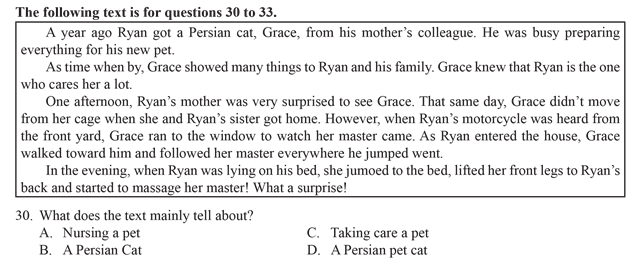 The following text is for questions 30 to 33.
A year ago Ryan got a Persian cat, Grace, from his mother's colleague. He was busy preparing
everything for his new pet.
As time when by, Grace showed many things to Ryan and his family. Grace knew that Ryan is the one
who cares her a lot.
One afternoon, Ryan's mother was very surprised to see Grace. That same day, Grace didn't move
from her cage when she and Ryan's sister got home. However, when Ryan's motorcycle was heard from
the front yard, Grace ran to the window to watch her master came. As Ryan entered the house, Grace
walked toward him and followed her master everywhere he jumped went.
In the evening, when Ryan was lying on his bed, she jumoed to the bed, lifted her front legs to Ryan's
back and started to massage her master! What a surprise!
30. What does the text mainly tell about?
A. Nursing a pet
C. Taking care a pet
B. A Persian Cat
D. A Persian pet cat